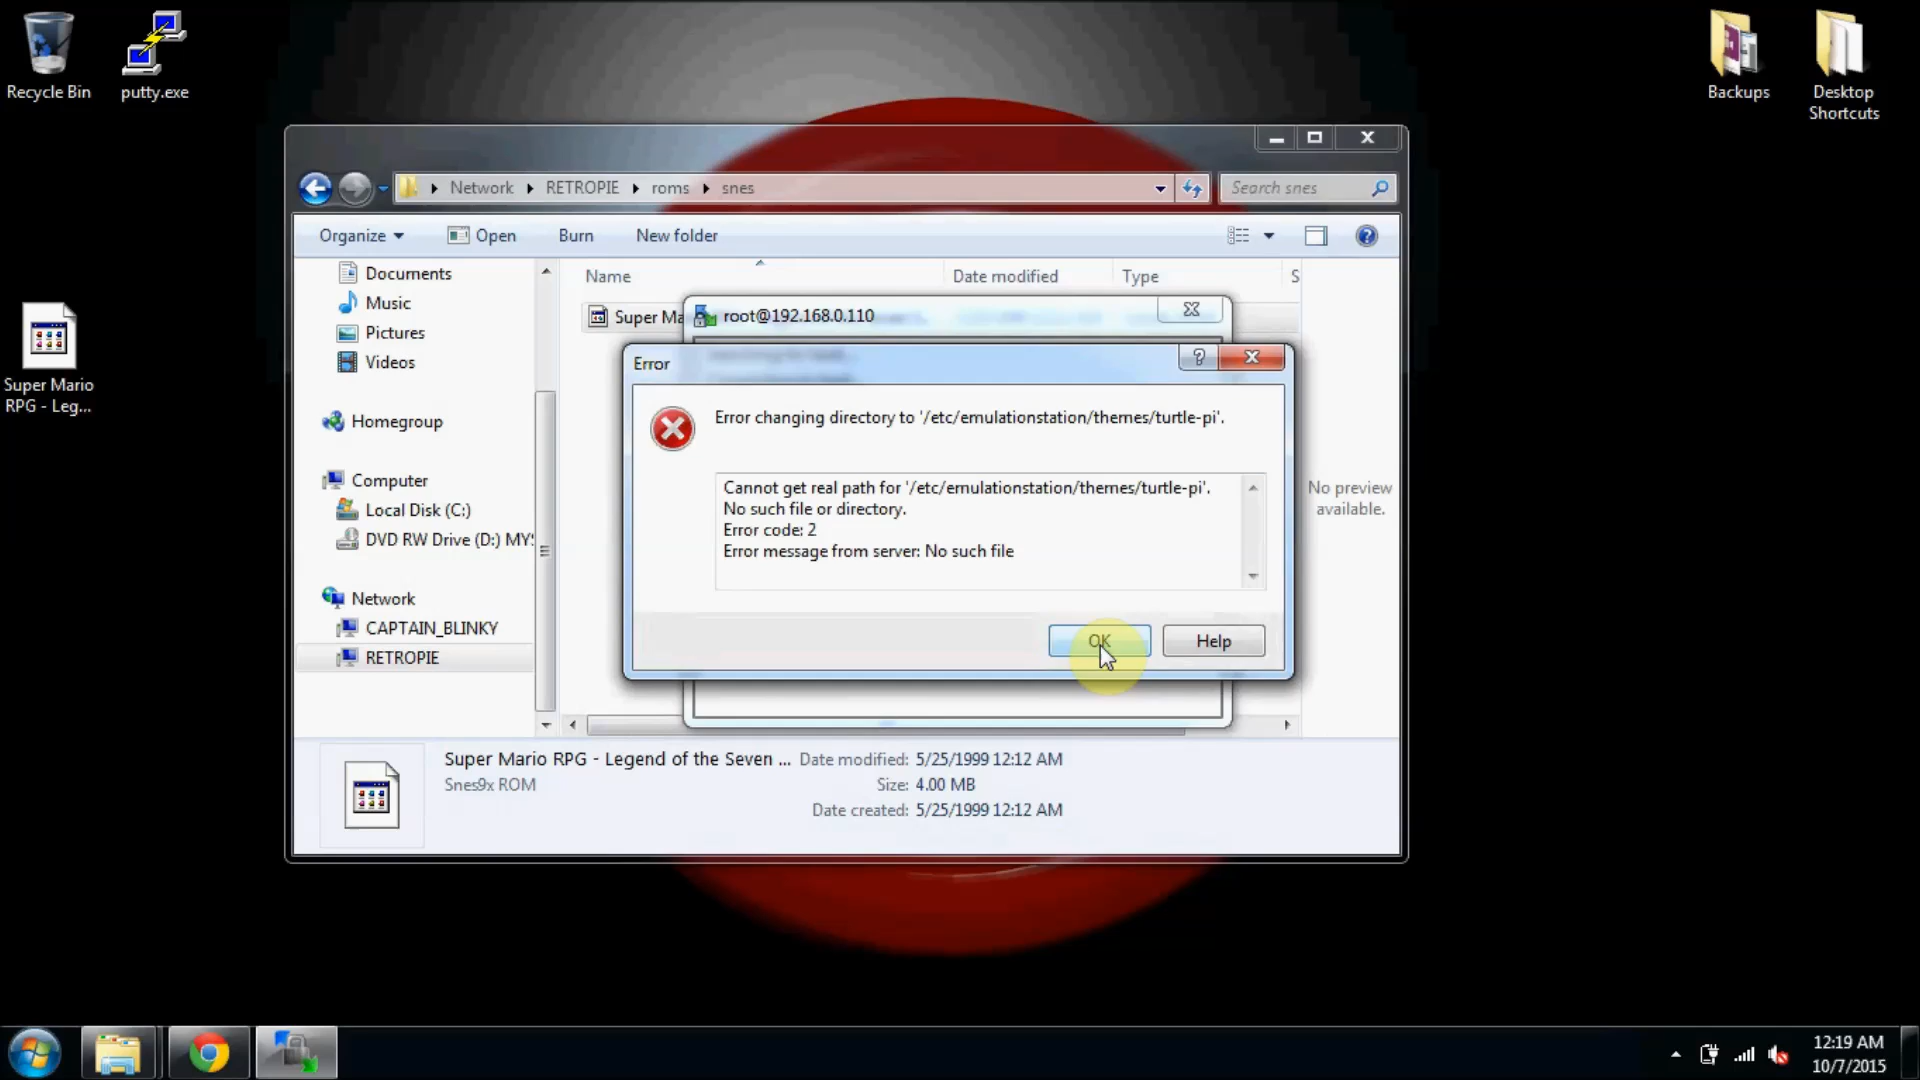 Recycle Bin
putty.exe
Backups
Desktop
Shortcuts
Super Mario
RPG - Leg...
Network
RETROPIE
roms
snes
Search snes
Organize
Open
Burn
New folder
Documents
Music
Pictures
Videos
Homegroup
Computer
Local Disk (C:)
DVD RW Drive (D:) MY
Network
CAPTAIN_BLINKY
RETROPIE
Name
Date modified
Type
S
Super Ma
root@192.168.0.110
Error
Error changing directory to '/etc/emulationstation/themes/turtle-pi'.
Cannot get real path for '/etc/emulationstation/themes/turtle-pi'.
No such file or directory.
Error code: 2
Error message from server: No such file
OK
Help
No preview
available.
Super Mario RPG - Legend of the Seven ...
Date modified: 5/25/1999 12:12 AM
Snes9x ROM
Size: 4.00 MB
Date created: 5/25/1999 12:12 AM
12:19 AM
10/7/2015